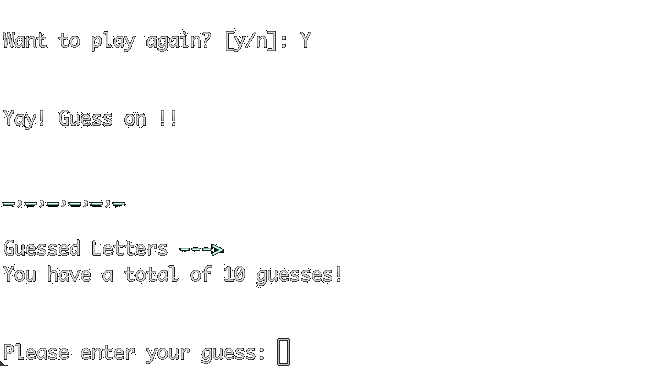 Want to play again? [y/n]: Y
Yay! Guess on !!
_,_,_,_,_,_
Guessed Letters --->
You have a total of 10 guesses!
Please enter your guess: